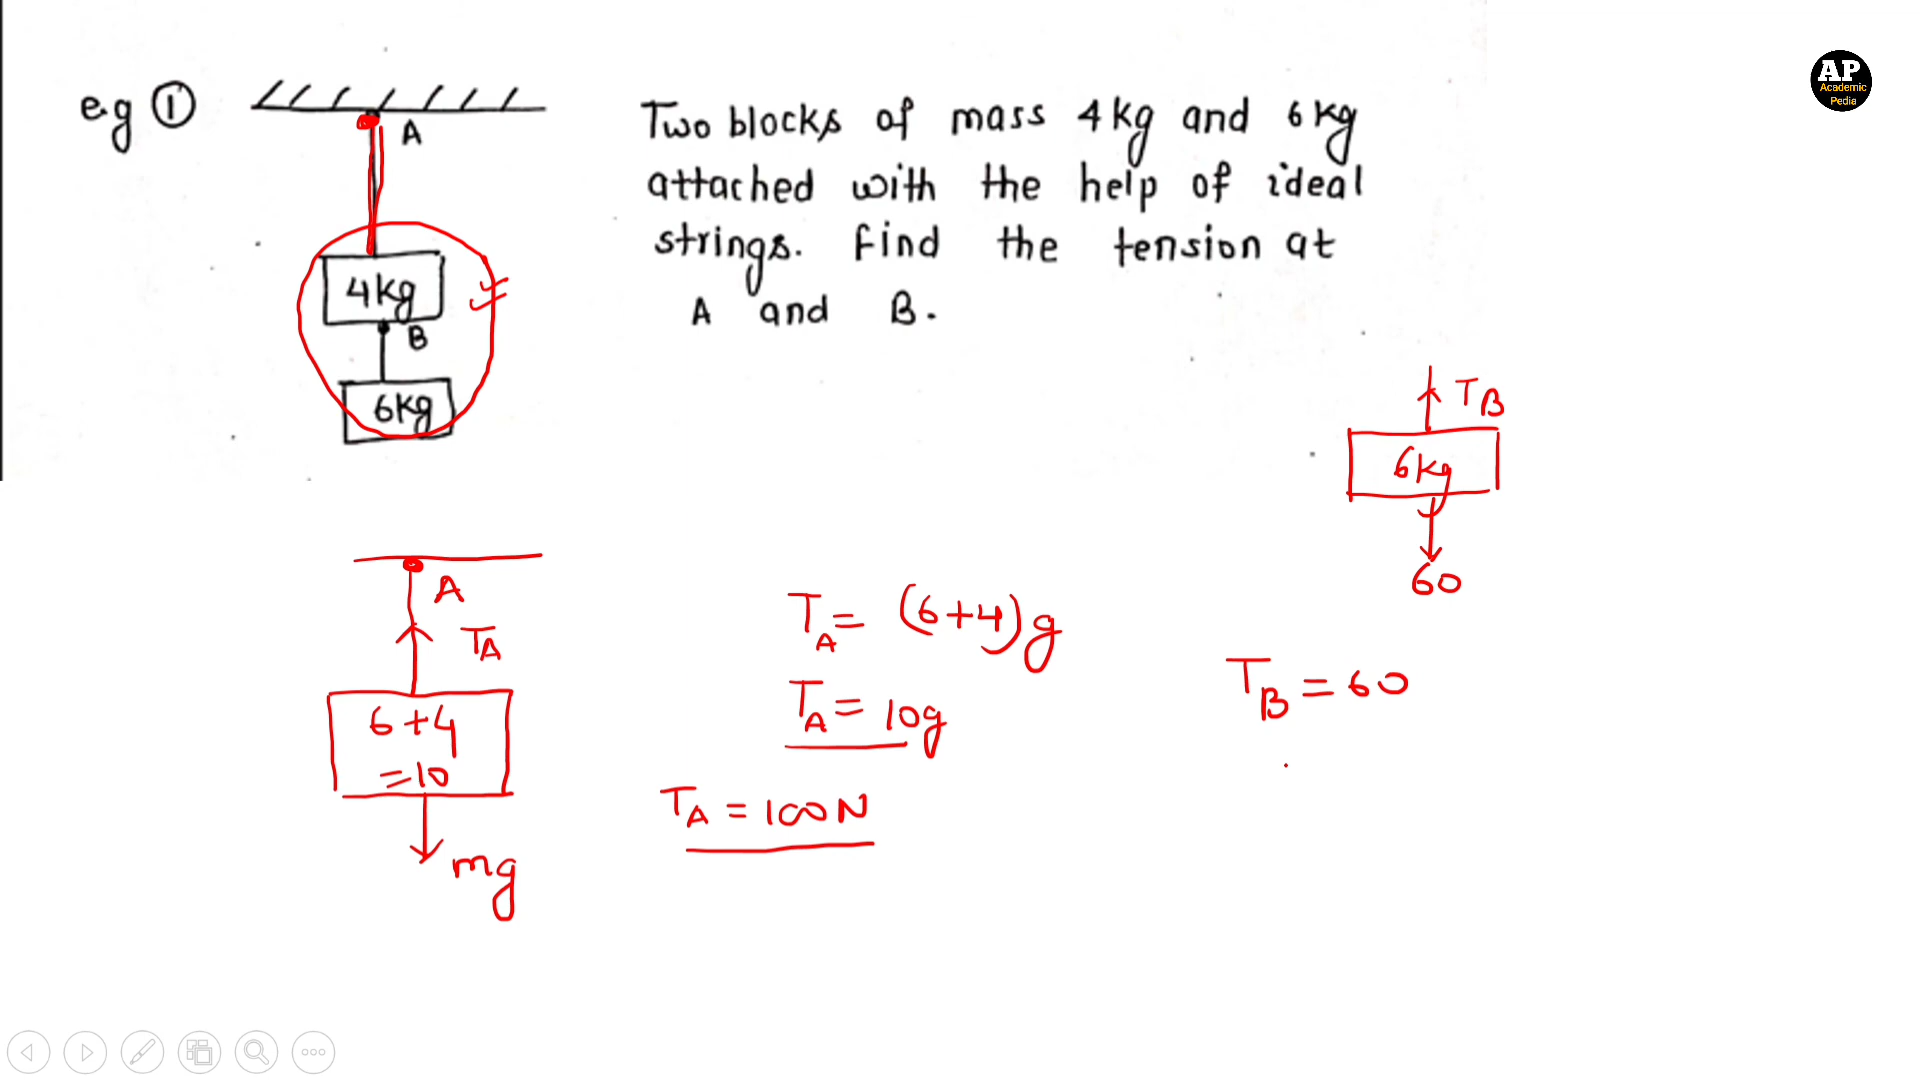 AP
Academic
Pedia
e.g ①
A
4kg
B
6kg
Two blocks of mass 4kg and 6kg
attached with the help of ideal
strings. Find the tension at
A and B.
TB
6kg
60
A
TA
6+4
=10
mg
TA = (6+4)g
TA = 10g
TA = 100N
TB = 60